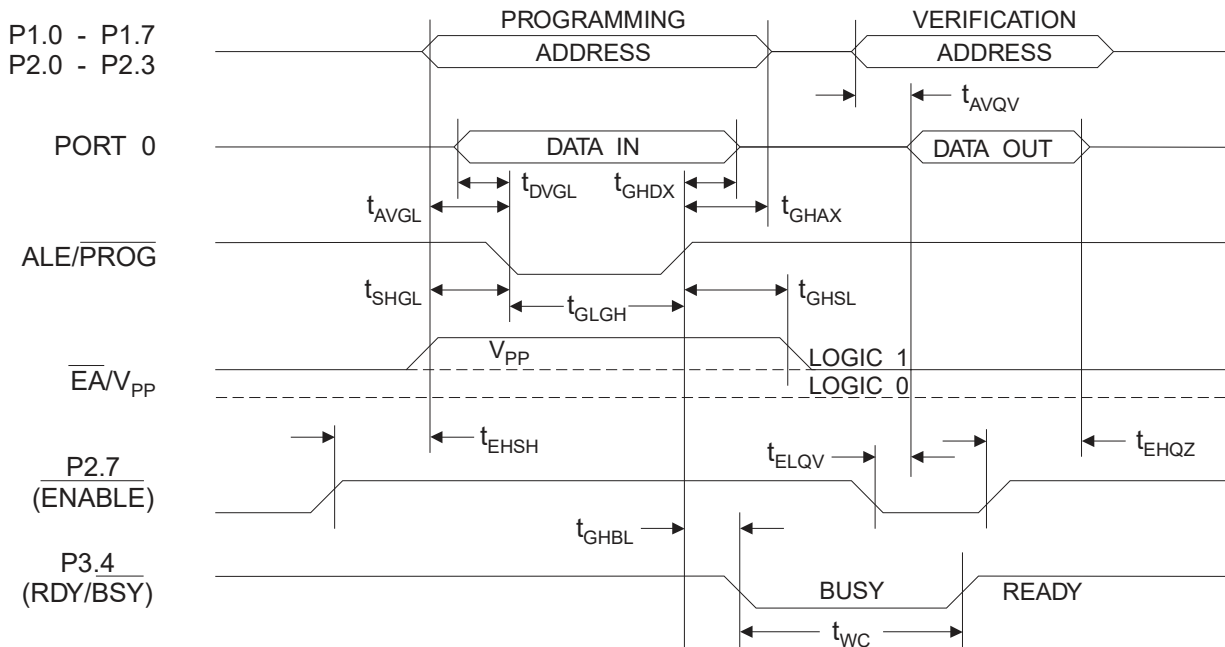 PROGRAMMING VERIFICATION
P1.0 - P1.7
P2.0 - P2.3
ADDRESS ADDRESS
tAVQV
PORT 0 DATA IN DATA OUT
tDVGL tGHDX
tAVGL tGHAX
ALE/PROG
tSHGL tGLGH tGHSL
VPP LOGIC 1
EA/VPP LOGIC 0
tEHSH tELQV tEHQZ
P2.7
(ENABLE)
tGHBL
P3.4
(RDY/BSY) BUSY READY
tWC